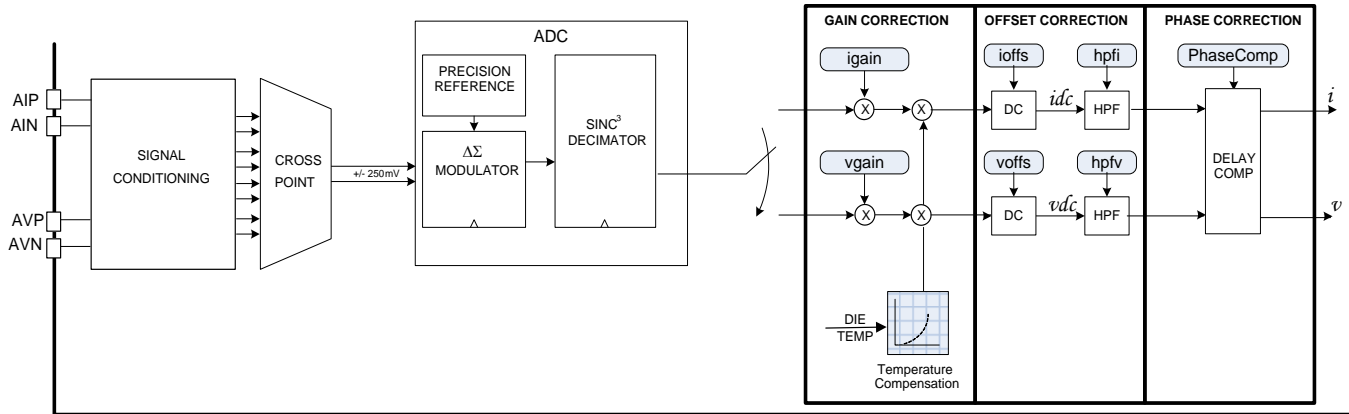 GAIN CORRECTION
OFFSET CORRECTION
PHASE CORRECTION
ADC
PRECISION
REFERENCE
igain
ioffs
hpfi
PhaseComp
AIP
AIN
AVP
AVN
SIGNAL
CONDITIONING
CROSS
POINT
+/- 250mV
ΔΣ
MODULATOR
SINC³
DECIMATOR
X
X
DC
idc
HPF
i
vgain
voffs
hpfv
DELAY
COMP
X
X
DC
vdc
HPF
v
DIE
TEMP
Temperature
Compensation